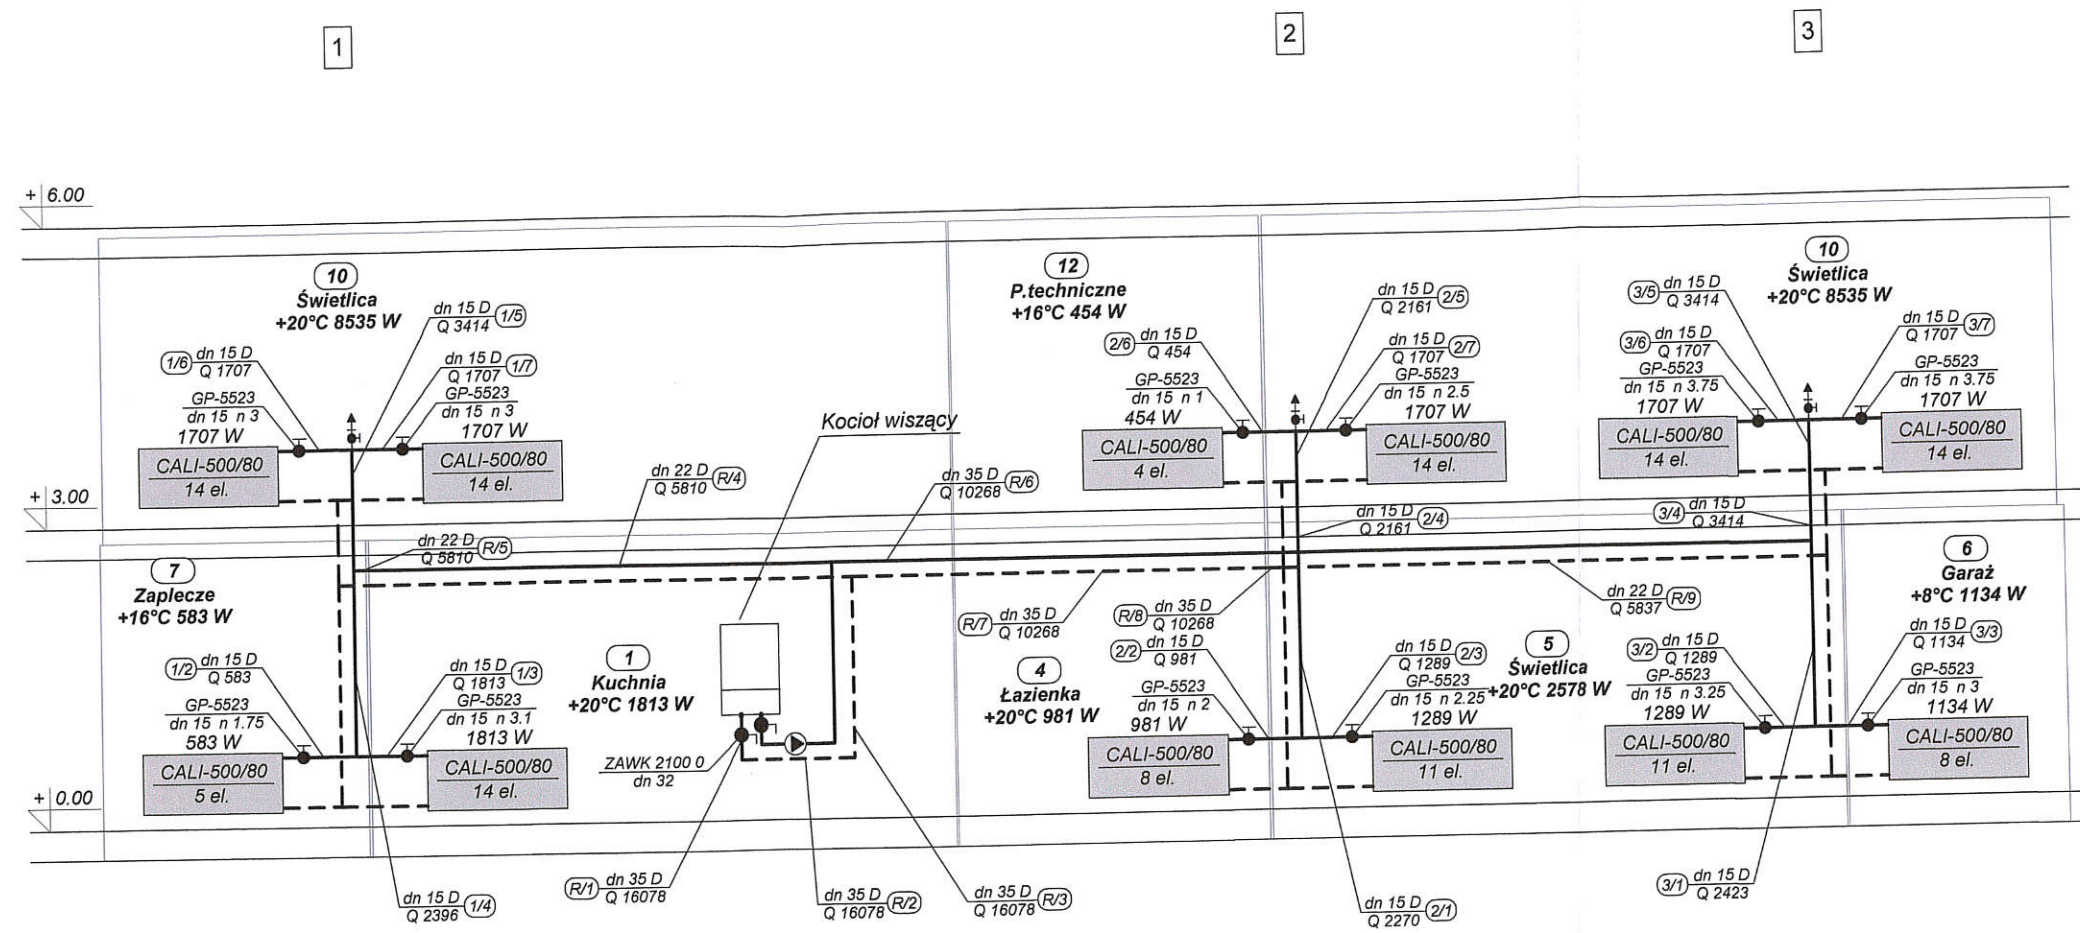 1
2
3
+ 6.00
10
Świetlica
+20°C 8535 W
dn 15 D
Q 3414
1/5
1/6
dn 15 D
Q 1707
dn 15 D
Q 1707
1/7
GP-5523
dn 15 n 3
1707 W
GP-5523
dn 15 n 3
1707 W
CALI-500/80
14 el.
CALI-500/80
14 el.
12
P.techniczne
+16°C 454 W
dn 15 D
Q 2161
2/5
2/6
dn 15 D
Q 454
dn 15 D
Q 1707
2/7
GP-5523
dn 15 n 1
454 W
GP-5523
dn 15 n 2.5
1707 W
CALI-500/80
4 el.
CALI-500/80
14 el.
10
Świetlica
+20°C 8535 W
3/5
dn 15 D
Q 3414
3/6
dn 15 D
Q 1707
dn 15 D
Q 1707
3/7
GP-5523
dn 15 n 3.75
1707 W
GP-5523
dn 15 n 3.75
1707 W
CALI-500/80
14 el.
CALI-500/80
14 el.
Kocioł wiszący
+ 3.00
dn 22 D
Q 5810
R/4
dn 35 D
Q 10268
R/6
dn 15 D
Q 2161
2/4
3/4
dn 15 D
Q 3414
dn 22 D
Q 5810
R/5
7
Zaplecze
+16°C 583 W
1/2
dn 15 D
Q 583
dn 15 D
Q 1813
1/3
GP-5523
dn 15 n 1.75
583 W
GP-5523
dn 15 n 3.1
1813 W
CALI-500/80
5 el.
CALI-500/80
14 el.
1
Kuchnia
+20°C 1813 W
ZAWK 2100 0
dn 32
R/7
dn 35 D
Q 10268
R/8
dn 35 D
Q 10268
dn 22 D
Q 5837
R/9
4
Łazienka
+20°C 981 W
2/2
dn 15 D
Q 981
dn 15 D
Q 1289
2/3
GP-5523
dn 15 n 2
981 W
GP-5523
dn 15 n 2.25
1289 W
CALI-500/80
8 el.
CALI-500/80
11 el.
5
Świetlica
+20°C 2578 W
6
Garaż
+8°C 1134 W
3/2
dn 15 D
Q 1289
dn 15 D
Q 1134
3/3
GP-5523
dn 15 n 3.25
1289 W
GP-5523
dn 15 n 3
1134 W
CALI-500/80
11 el.
CALI-500/80
8 el.
+ 0.00
dn 15 D
Q 2396
1/4
R/1
dn 35 D
Q 16078
dn 35 D
Q 16078
R/2
dn 35 D
Q 16078
R/3
dn 15 D
Q 2270
2/1
3/1
dn 15 D
Q 2423